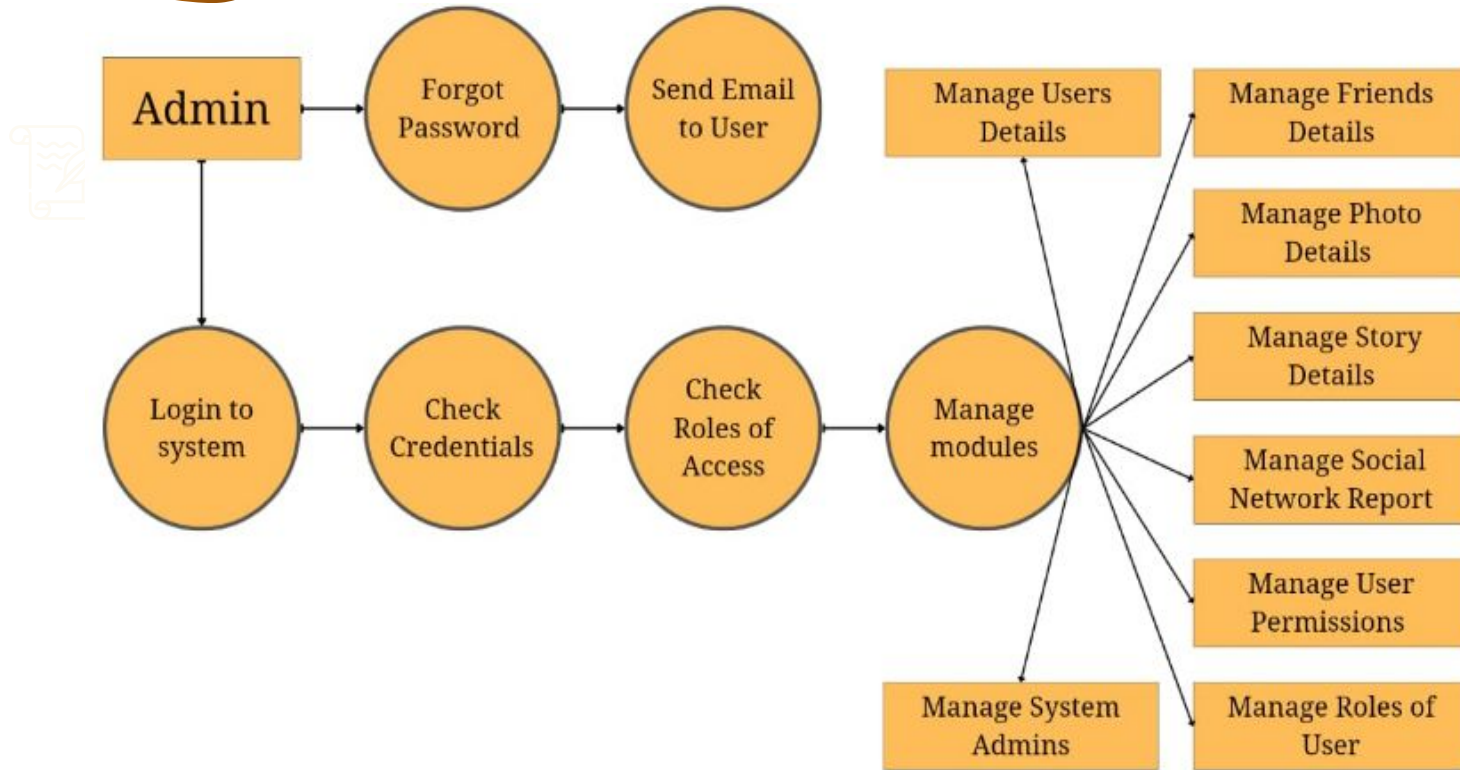 Admin
Forgot
Password
Send Email
to User
Manage Users
Details
Manage Friends
Details
Manage Photo
Details
Manage Story
Details
Login to
system
Check
Credentials
Check
Roles of
Access
Manage
modules
Manage Social
Network Report
Manage User
Permissions
Manage System
Admins
Manage Roles of
User